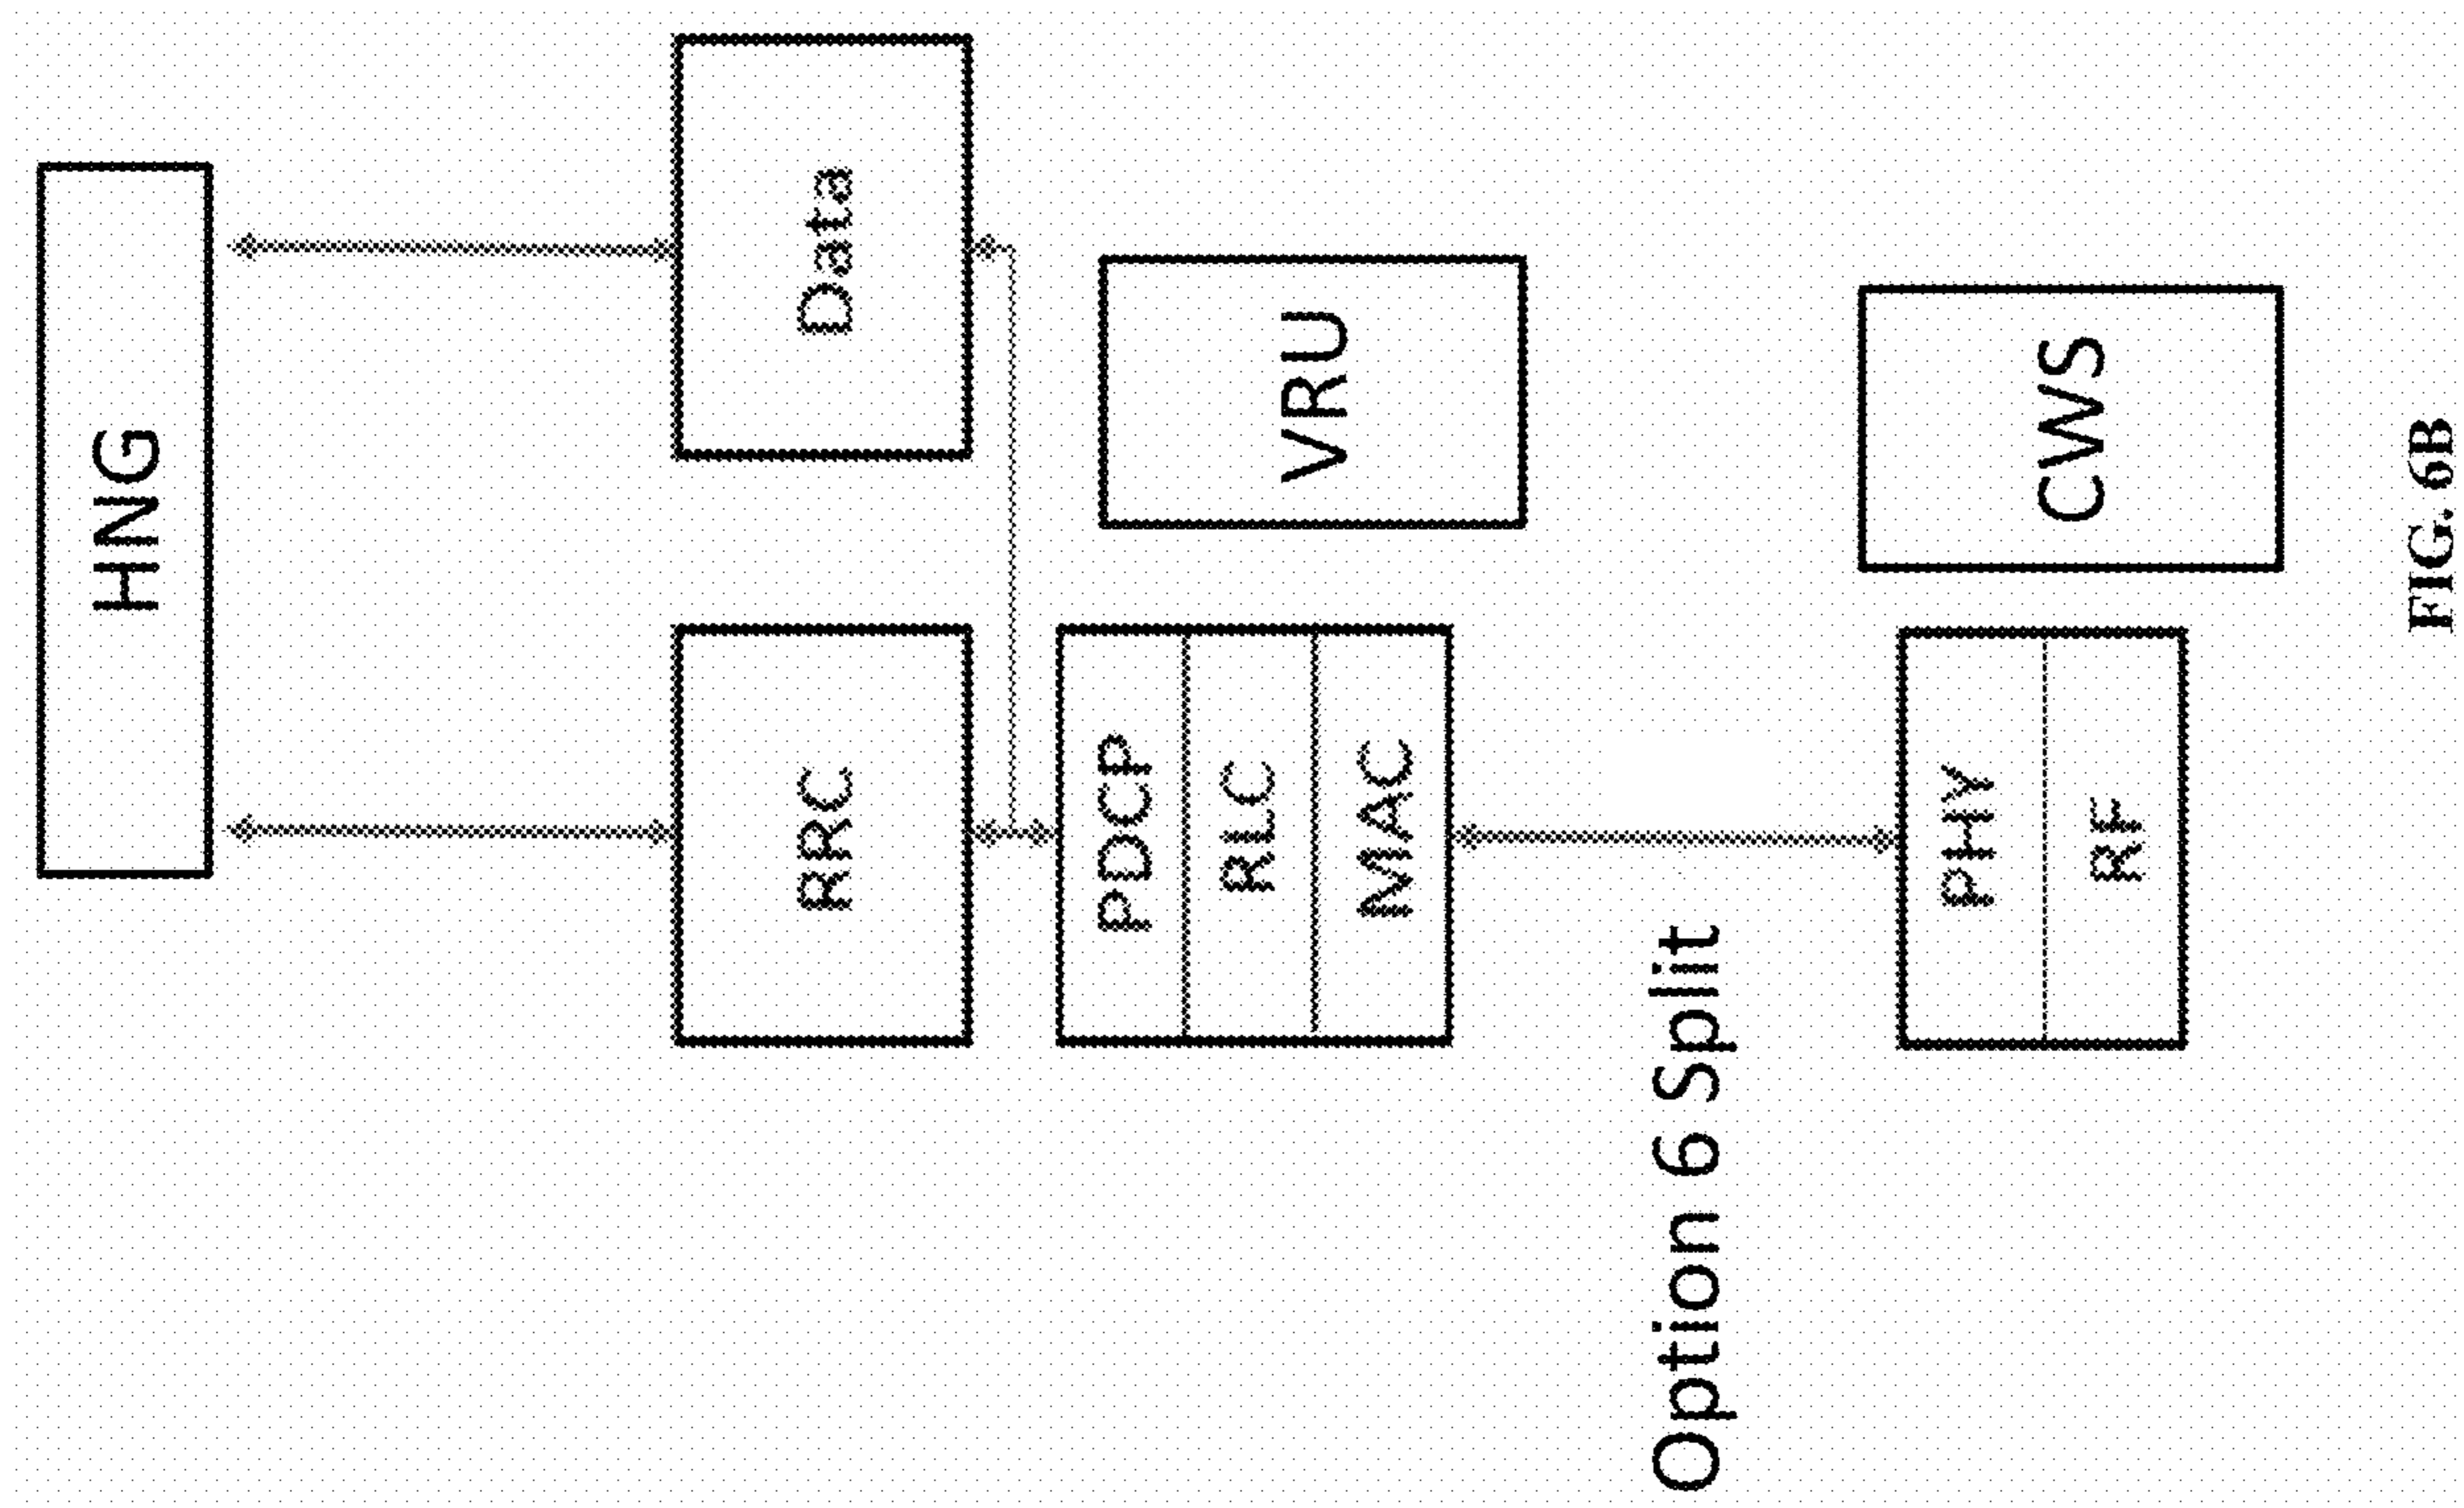 HNG
RRC
Data
PDCP
RLC
MAC
VRU
Option 6 Split
PHY
RF
CWS
FIG. 6B